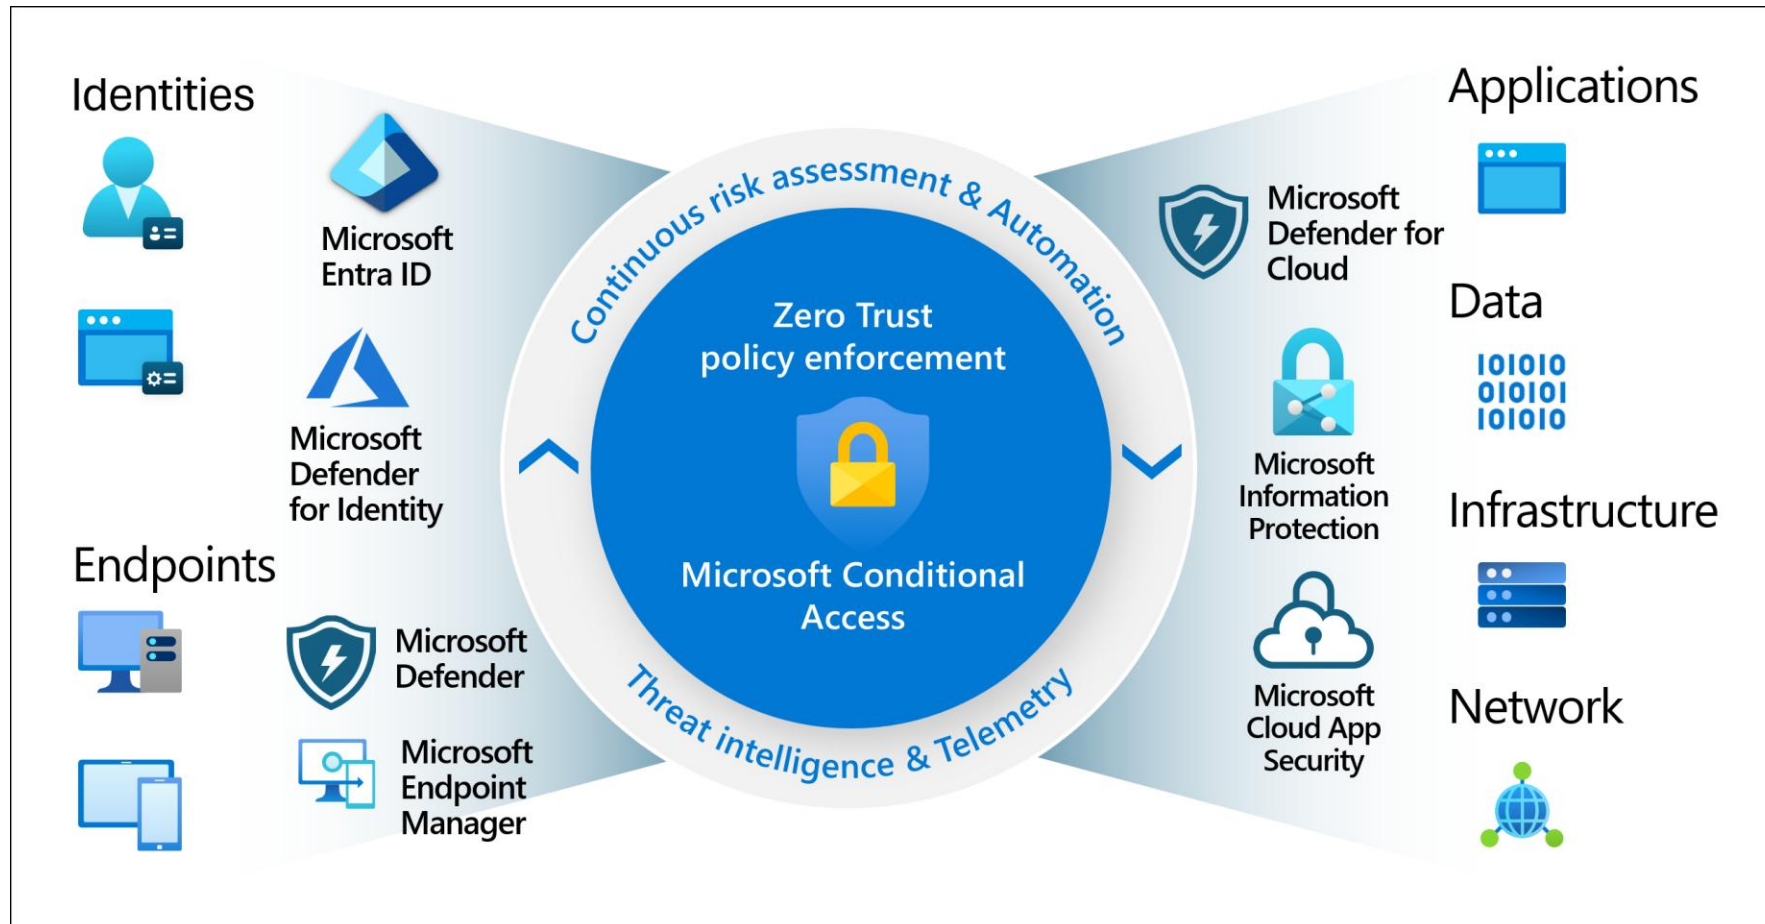 Identities
Microsoft
Entra ID
Microsoft
Defender
for Identity
Endpoints
Microsoft
Defender
Microsoft
Endpoint
Manager
Continuous risk assessment & Automation
Zero Trust
policy enforcement
Microsoft Conditional
Access
Threat intelligence & Telemetry
Microsoft
Defender for
Cloud
Microsoft
Information
Protection
Microsoft
Cloud App
Security
Applications
Data
101010
010101
101010
Infrastructure
Network